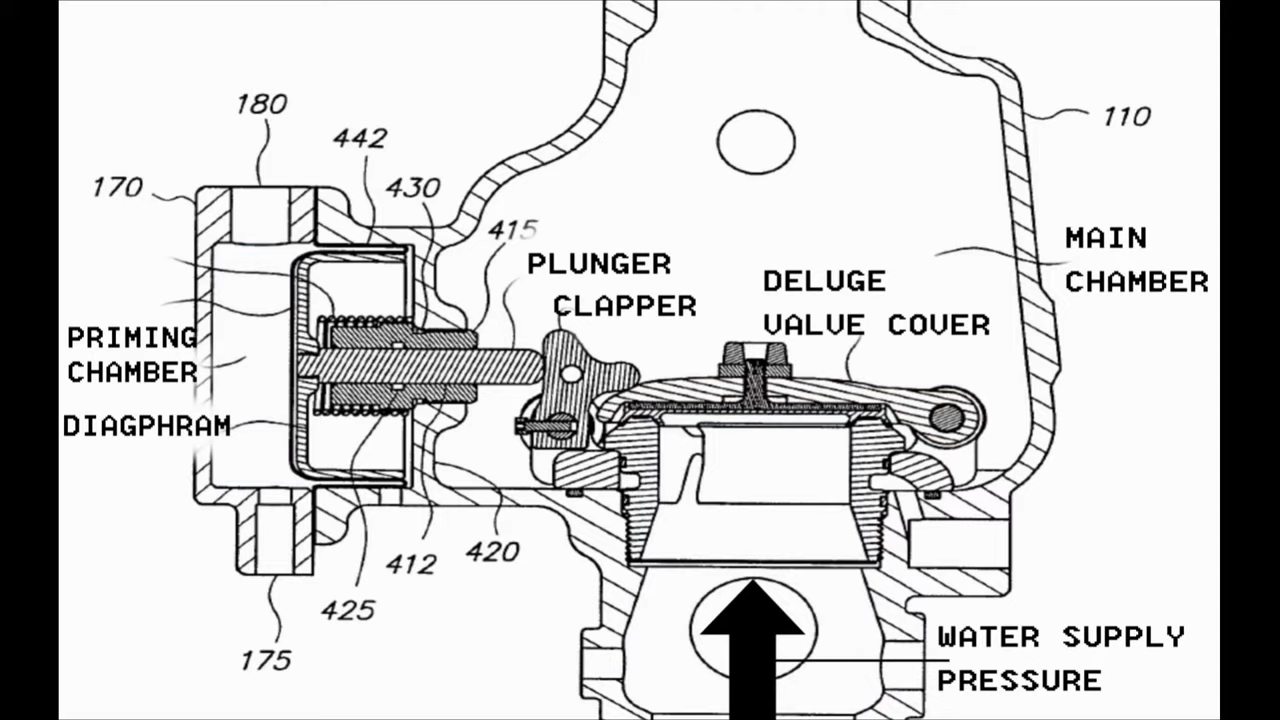 180
442
110
170
430
415
MAIN
CHAMBER
PLUNGER
CLAPPER
DELUGE
VALVE COVER
PRIMING
CHAMBER
DIAGPHRAM
420
412
425
175
WATER SUPPLY
PRESSURE